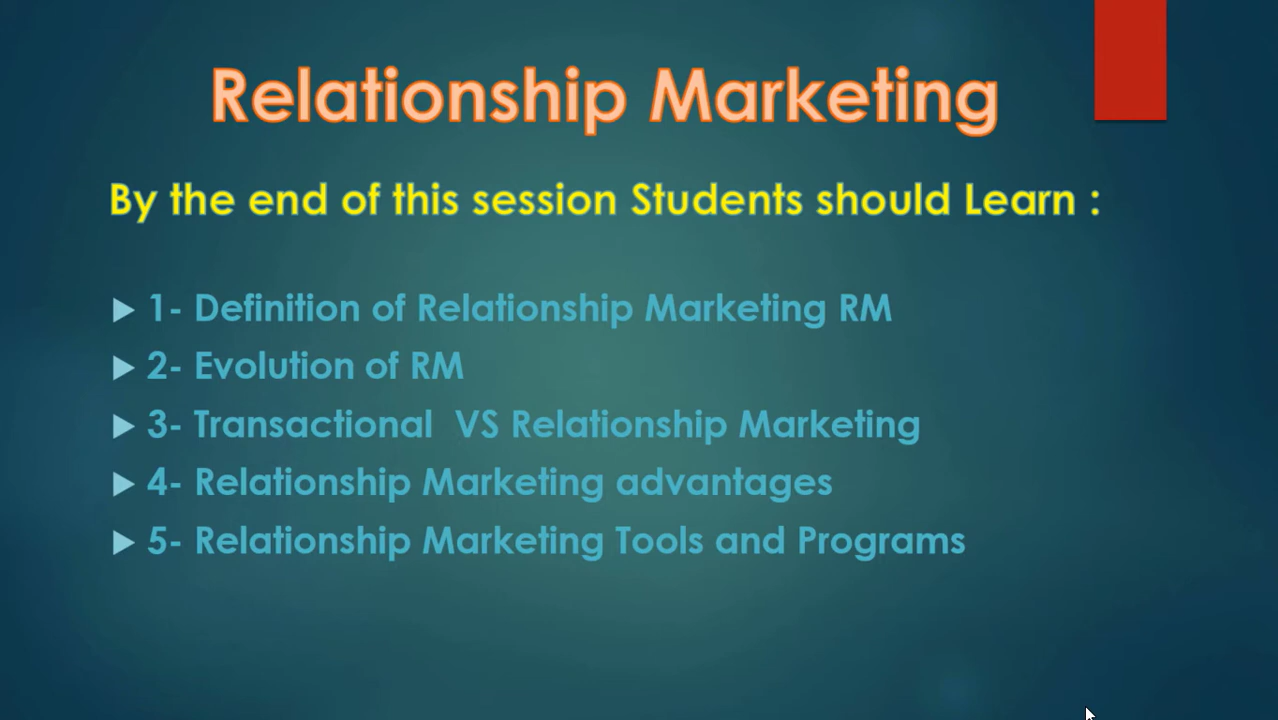 Relationship Marketing
By the end of this session Students should Learn :
1- Definition of Relationship Marketing RM
2- Evolution of RM
3- Transactional VS Relationship Marketing
4- Relationship Marketing advantages
5- Relationship Marketing Tools and Programs